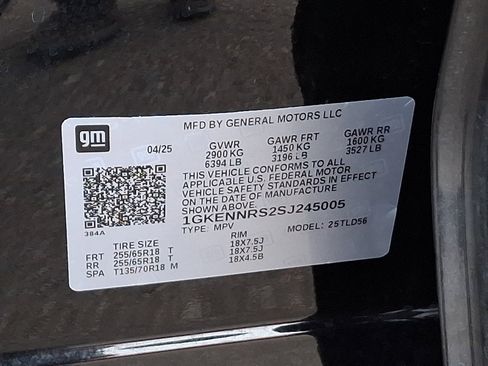 gm
MFD BY GENERAL MOTORS LLC
04/25 GVWR GAWR FRT GAWR RR
2900 KG 1450 KG 1600 KG
6394 LB 3196 LB 3527 LB
THIS VEHICLE CONFORMS TO ALL
APPLICABLE U.S. FEDERAL MOTOR
VEHICLE SAFETY STANDARDS IN EFFECT
ON THE DATE OF MANUFACTURE
1GKENNRS2SJ245005
TYPE: MPV MODEL: 25TLD56
384A
TIRE SIZE RIM
FRT 255/65R18 T 18X7.5J
RR 255/65R18 T 18X7.5J
SPA T135/70R18 M 18X4.5B